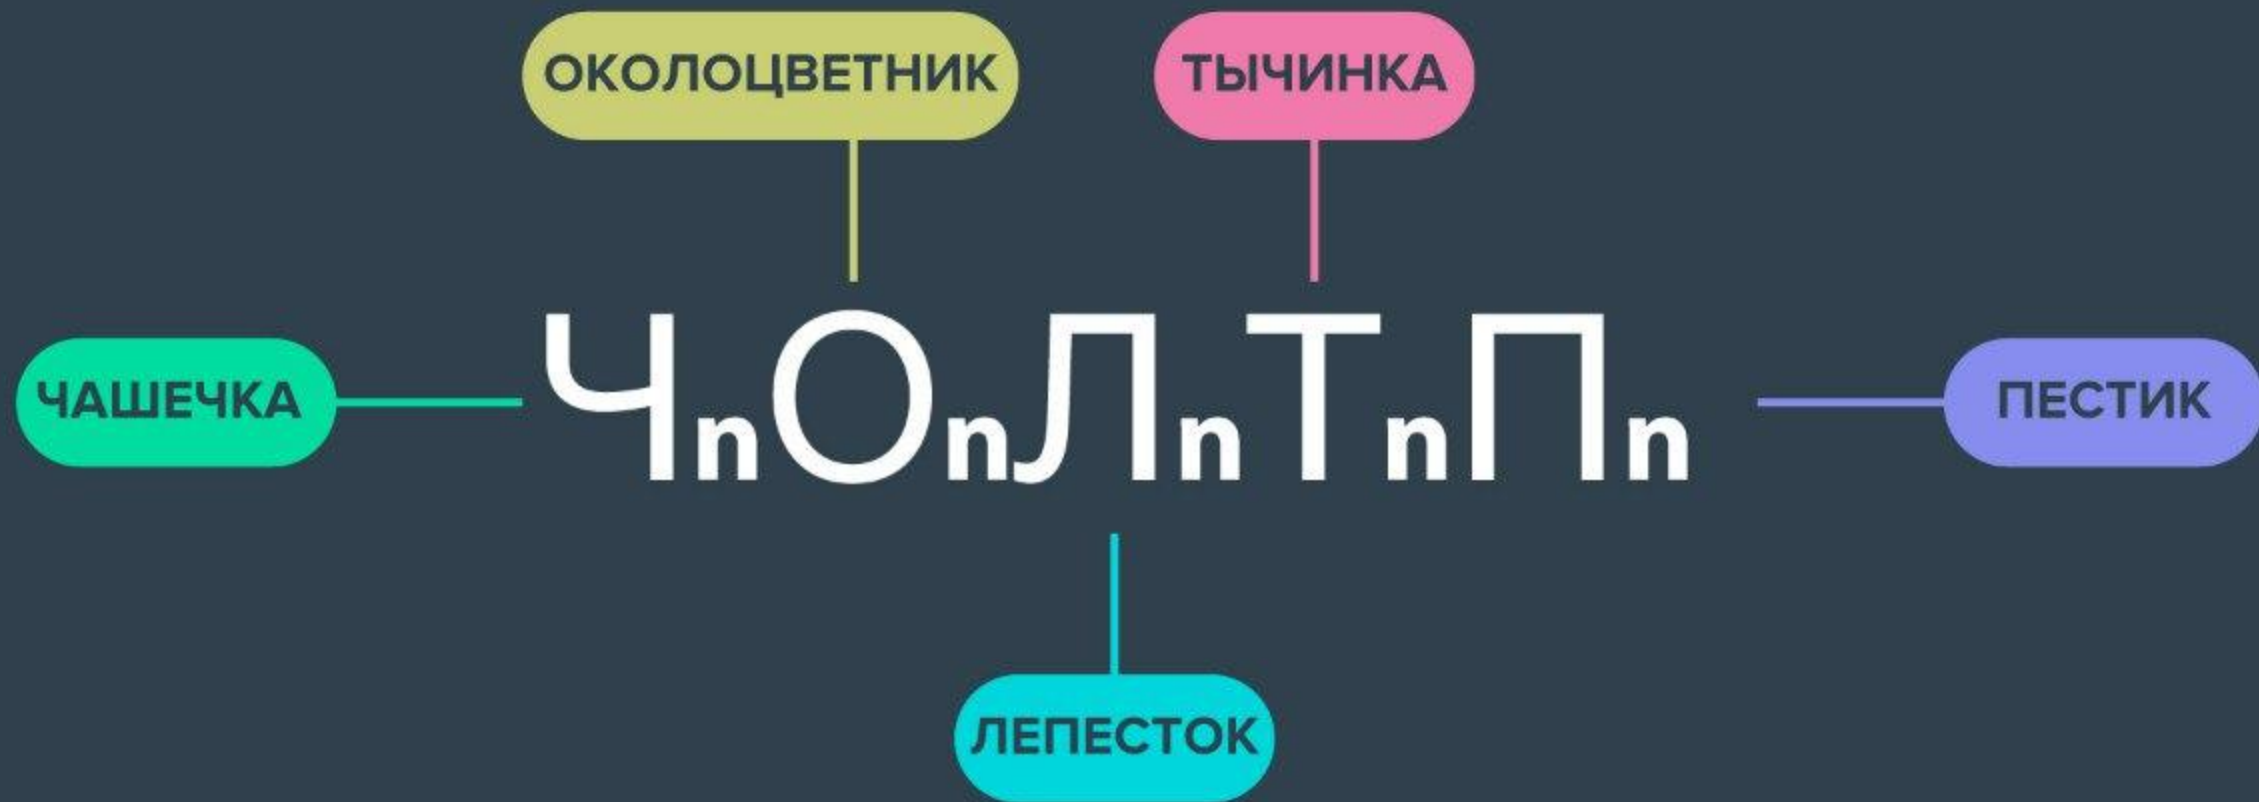 ОКОЛОЦВЕТНИК
ТЫЧИНКА
ЧАШЕЧКА
ЧnОnЛnТnПn
ПЕСТИК
ЛЕПЕСТОК